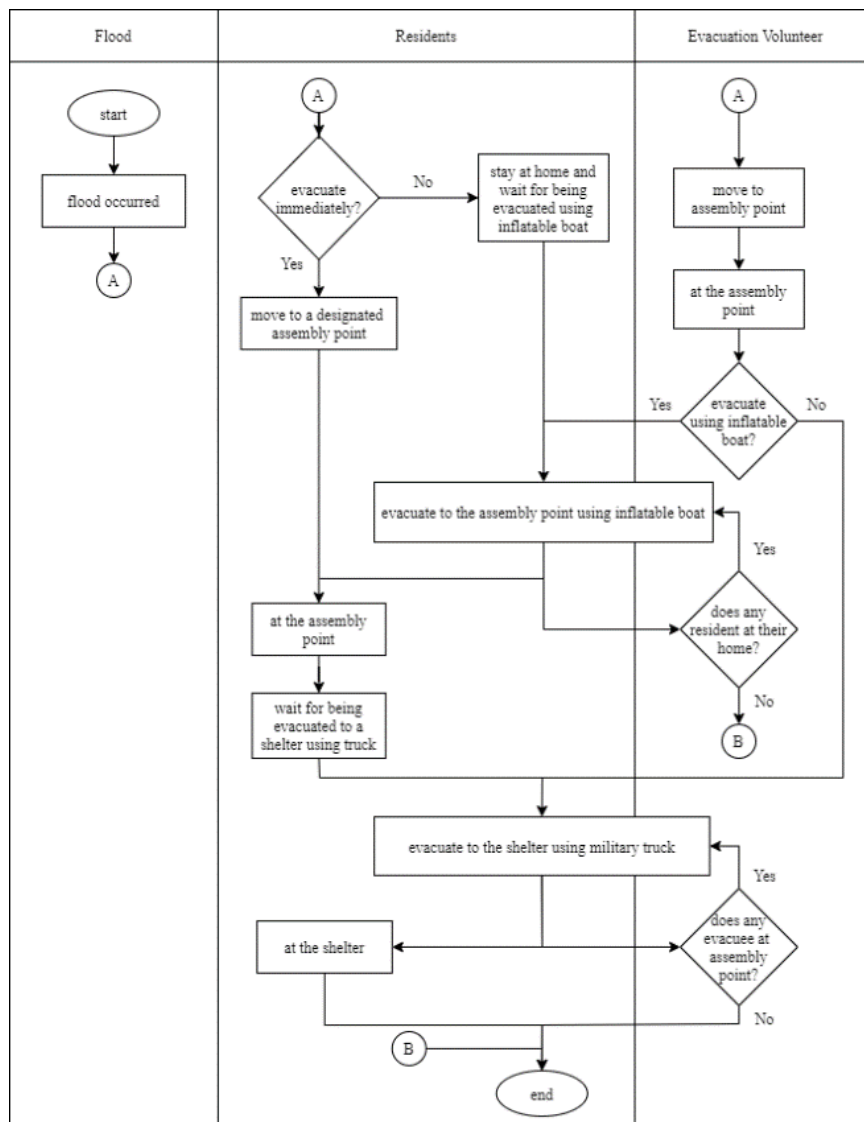 Flood
Residents
Evacuation Volunteer
start
flood occurred
A
A
evacuate
immediately?
No
Yes
stay at home and
wait for being
evacuated using
inflatable boat
move to a designated
assembly point
A
move to
assembly point
at the assembly
point
evacuate
using inflatable
boat?
Yes
No
evacuate to the assembly point using inflatable boat
Yes
does any
resident at their
home?
No
B
at the assembly
point
wait for being
evacuated to a
shelter using truck
evacuate to the shelter using military truck
Yes
does any
evacuee at
assembly
point?
No
at the shelter
B
end